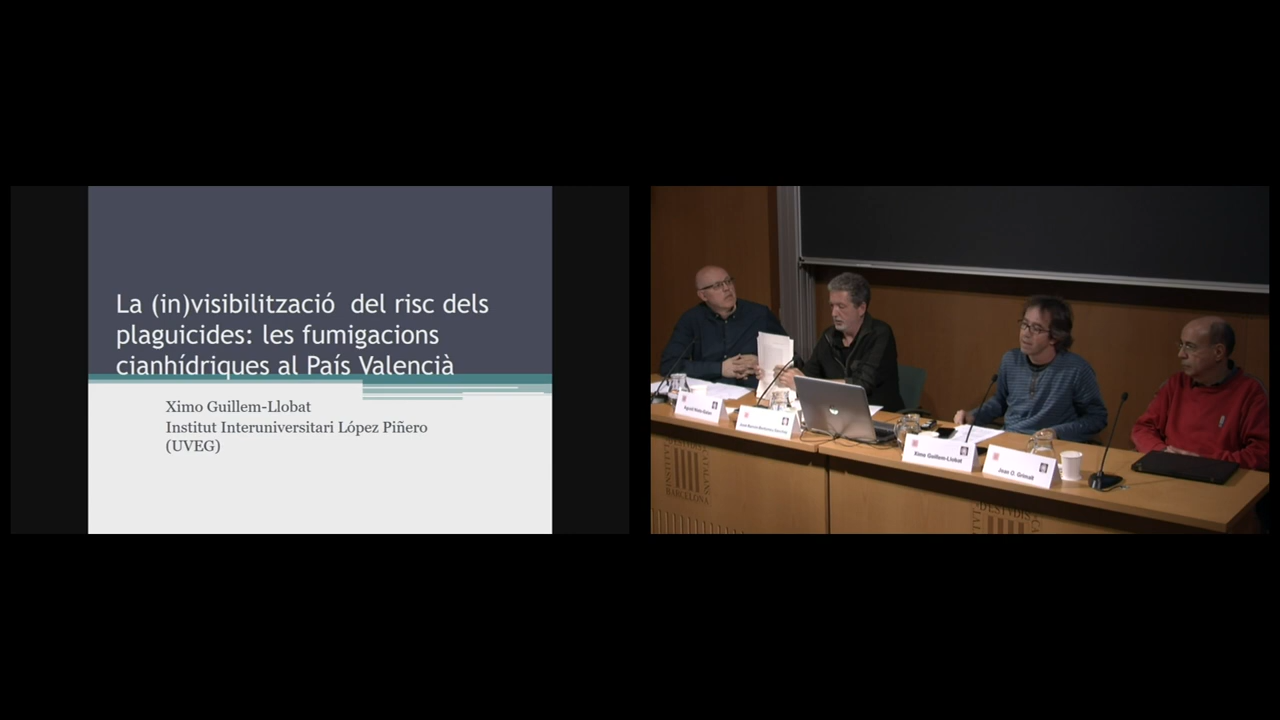 La (in)visibilització del risc dels
plaguicides: les fumigacions
cianhídriques al País Valencià
Ximo Guillem-Llobat
Institut Interuniversitari López Piñero
(UVEG)
Ximo Guillem-Llobat
Joan O. Grimalt
BARCELONA